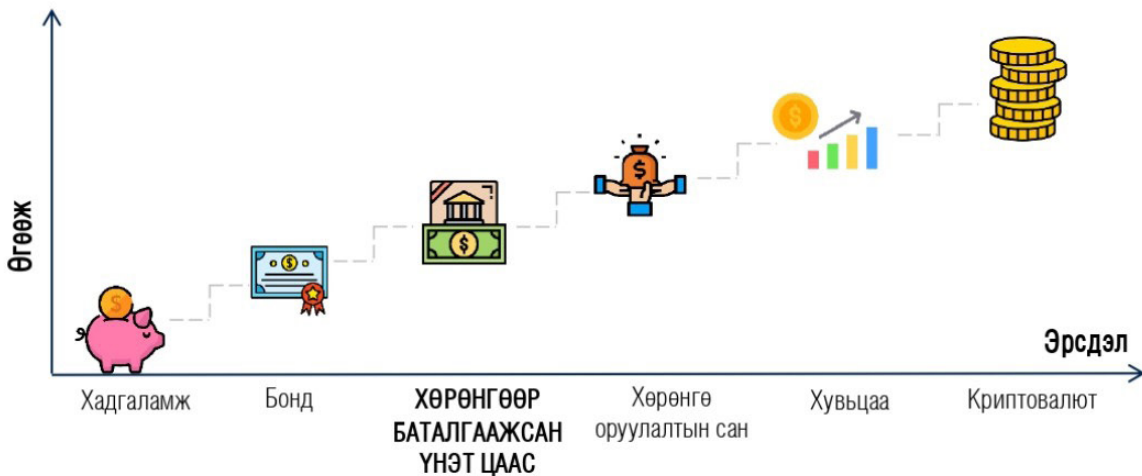 Өгөөж
Эрсдэл
Хадгаламж
Бонд
ХӨРӨНГӨӨР
БАТАЛГААЖСАН
ҮНЭТ ЦААС
Хөрөнгө
оруулалтын сан
Хувьцаа
Криптовалют